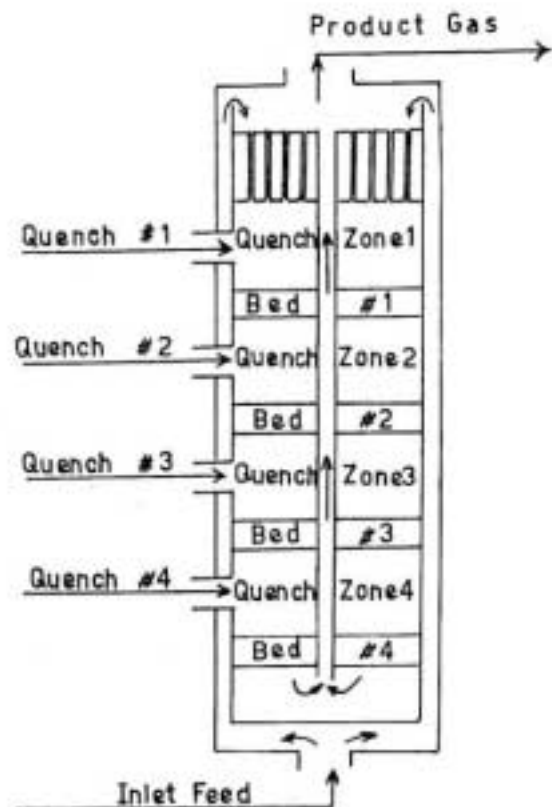 Product Gas
Quench #1
Quench Zone1
Bed #1
Quench #2
Quench Zone2
Bed #2
Quench #3
Quench Zone3
Bed #3
Quench #4
Quench Zone4
Bed #4
Inlet Feed